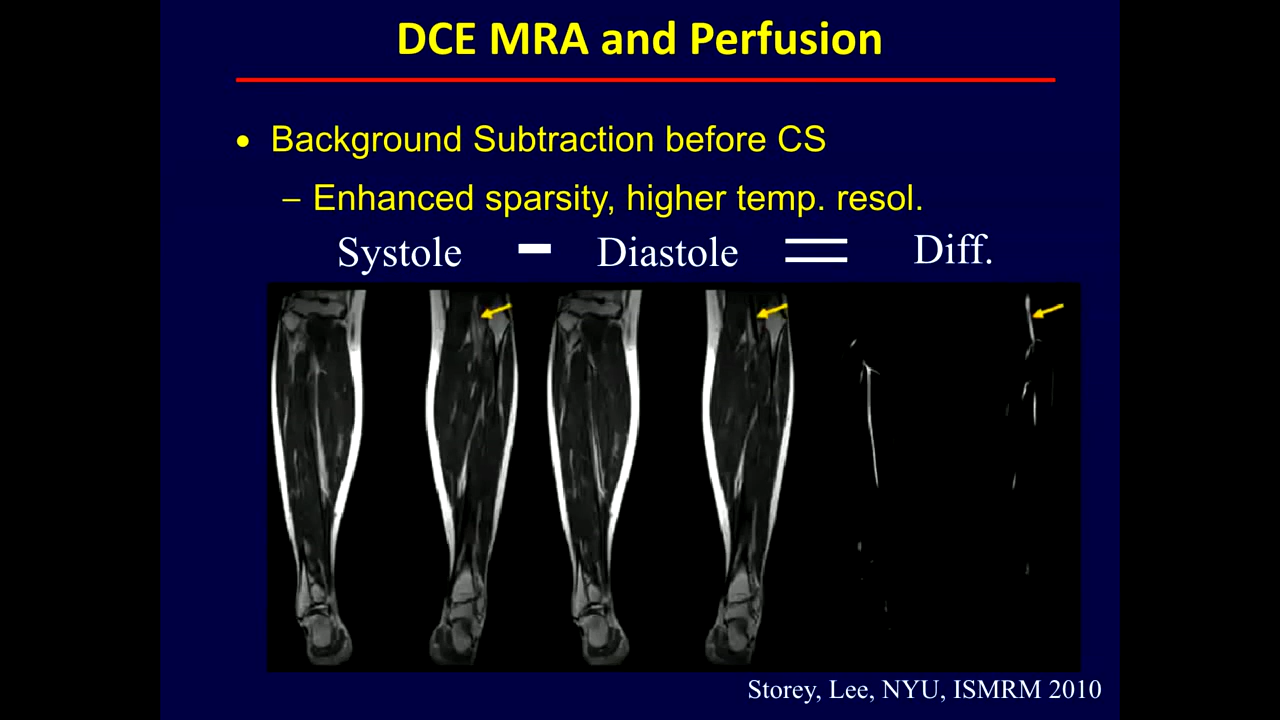 DCE MRA and Perfusion
• Background Subtraction before CS
– Enhanced sparsity, higher temp. resol.
Systole - Diastole = Diff.
Storey, Lee, NYU, ISMRM 2010